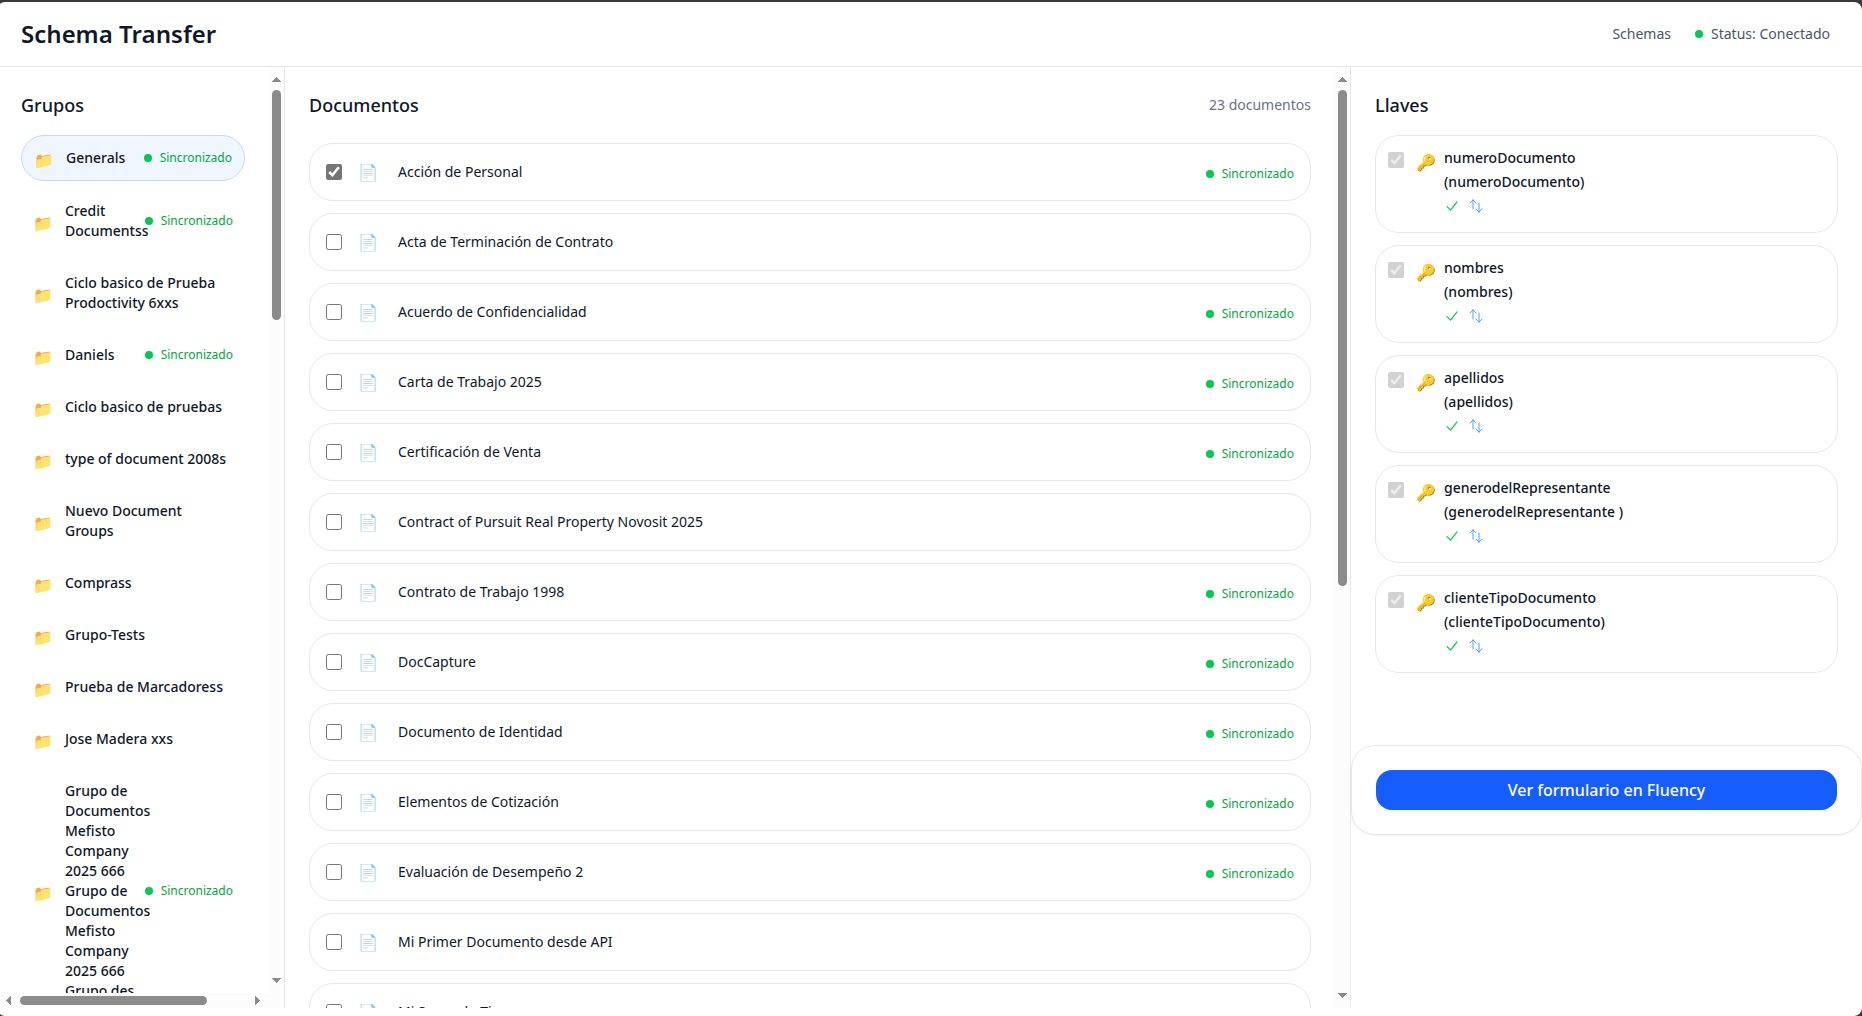 Schema Transfer
Schemas
Status: Conectado
Grupos
Generals
Sincronizado
Credit
Documentss
Sincronizado
Ciclo basico de Prueba
Prodoctivity 6xxs
Daniels
Sincronizado
Ciclo basico de pruebas
type of document 2008s
Nuevo Document
Groups
Comprass
Grupo-Tests
Prueba de Marcadoress
Jose Madera xxs
Grupo de
Documentos
Mefisto
Company
2025 666
Grupo de
Sincronizado
Documentos
Mefisto
Company
2025 666
Grupo des
Documentos
23 documentos
Acción de Personal
Sincronizado
Acta de Terminación de Contrato
Acuerdo de Confidencialidad
Sincronizado
Carta de Trabajo 2025
Sincronizado
Certificación de Venta
Sincronizado
Contract of Pursuit Real Property Novosit 2025
Contrato de Trabajo 1998
Sincronizado
DocCapture
Sincronizado
Documento de Identidad
Sincronizado
Elementos de Cotización
Sincronizado
Evaluación de Desempeño 2
Sincronizado
Mi Primer Documento desde API
Llaves
numeroDocumento
(numeroDocumento)
nombres
(nombres)
apellidos
(apellidos)
generodelRepresentante
(generodelRepresentante )
clienteTipoDocumento
(clienteTipoDocumento)
Ver formulario en Fluency